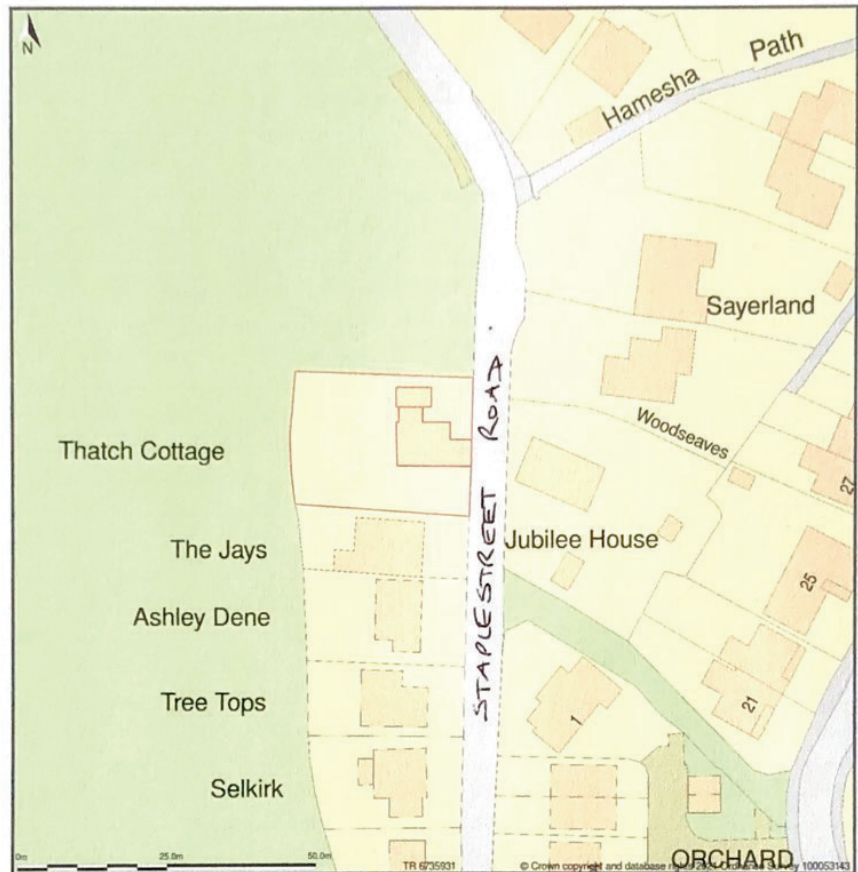 N
Hamesha Path
Sayerland
STAPLESTREET ROAD.
Thatch Cottage
Woodseaves
27
The Jays
Jubilee House
25
Ashley Dene
Tree Tops
1
21
Selkirk
0m 25.0m 50.0m
TR 6735931
ORCHARD
© Crown copyright and database rights 2021 Ordnance Survey 100053143